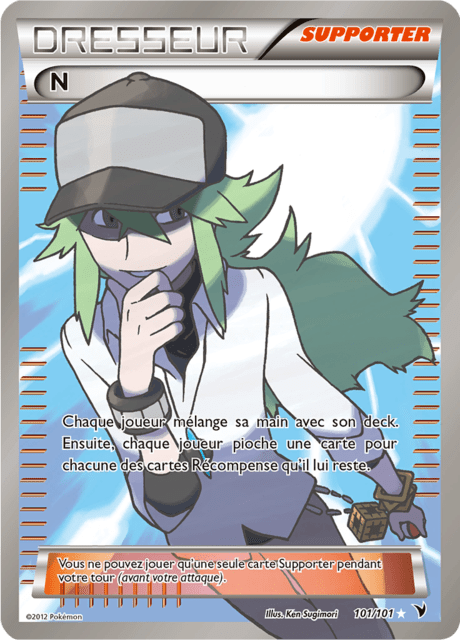 DRESSEUR
SUPPORTER
N
Chaque joueur mélange sa main avec son deck.
Ensuite, chaque joueur pioche une carte pour
chacune des cartes Récompense qu'il lui reste.
Vous ne pouvez jouer qu'une seule carte Supporter pendant
votre tour (avant votre attaque).
©2012 Pokémon
Illus. Ken Sugimori
101/101